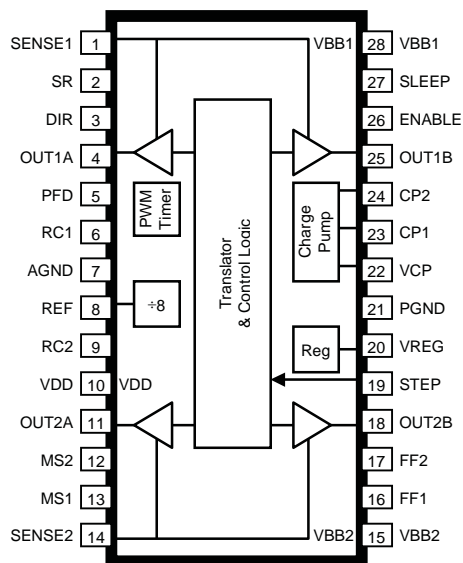 SENSE1 1 VBB1 28 VBB1
SR 2 27 SLEEP
DIR 3 26 ENABLE
OUT1A 4 25 OUT1B
PFD 5 PWM Timer 24 CP2
RC1 6 Charge Pump 23 CP1
AGND 7 Translator & Control Logic 22 VCP
REF 8 ÷8 21 PGND
RC2 9 Reg 20 VREG
VDD 10 VDD 19 STEP
OUT2A 11 18 OUT2B
MS2 12 17 FF2
MS1 13 16 FF1
SENSE2 14 VBB2 15 VBB2